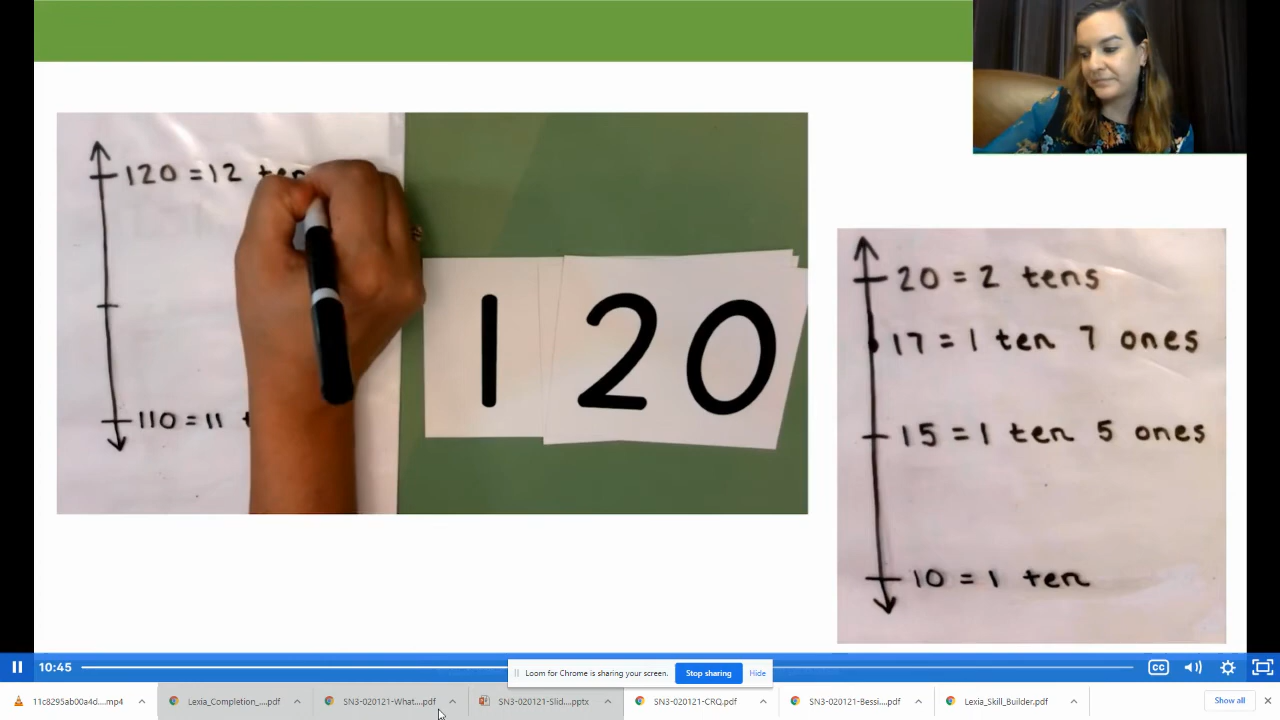 120 = 12 ten
110 = 11 t
120
20 = 2 tens
17 = 1 ten 7 ones
15 = 1 ten 5 ones
10 = 1 ten
10:45
CC
Loom for Chrome is sharing your screen.
Stop sharing
Hide
11c8295ab00a4d....mp4
Lexia_Completion_....pdf
SN3-020121-What....pdf
SN3-020121-Slid....pptx
SN3-020121-CRQ.pdf
SN3-020121-Bessi....pdf
Lexia_Skill_Builder.pdf
Show all